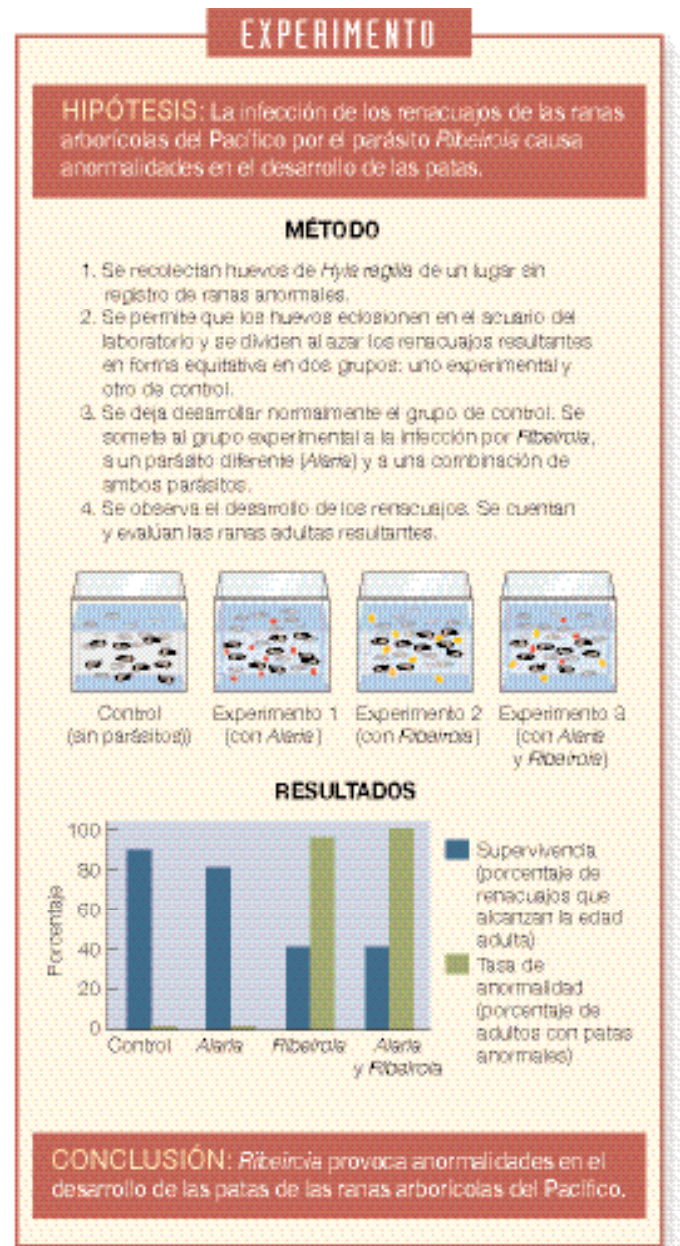 EXPERIMENTO
HIPÓTESIS: La infección de los renacuajos de las ranas
arborícolas del Pacífico por el parásito Ribeiroia causa
anormalidades en el desarrollo de las patas.
MÉTODO
1. Se recolectan huevos de Hyla regilla de un lugar sin
registro de ranas anormales.
2. Se permite que los huevos eclosionen en el acuario del
laboratorio y se dividen al azar los renacuajos resultantes
en forma equitativa en dos grupos: uno experimental y
otro de control.
3. Se deja desarrollar normalmente el grupo de control. Se
somete al grupo experimental a la infección por Ribeiroia,
a un parásito diferente (Alaria) y a una combinación de
ambos parásitos.
4. Se observa el desarrollo de los renacuajos. Se cuentan
y evalúan las ranas adultas resultantes.
Control
(sin parásitos))
Experimento 1
(con Alaria)
Experimento 2
(con Ribeiroia)
Experimento 3
(con Alaria
y Ribeiroia)
RESULTADOS
Porcentaje
100
80
60
40
20
0
Control
Alaria
Ribeiroia
Alaria
y Ribeiroia
Supervivencia
(porcentaje de
renacuajos que
alcanzan la edad
adulta)
Tasa de
anormalidad
(porcentaje de
adultos con patas
anormales)
CONCLUSIÓN: Ribeiroia provoca anormalidades en el
desarrollo de las patas de las ranas arborícolas del Pacífico.